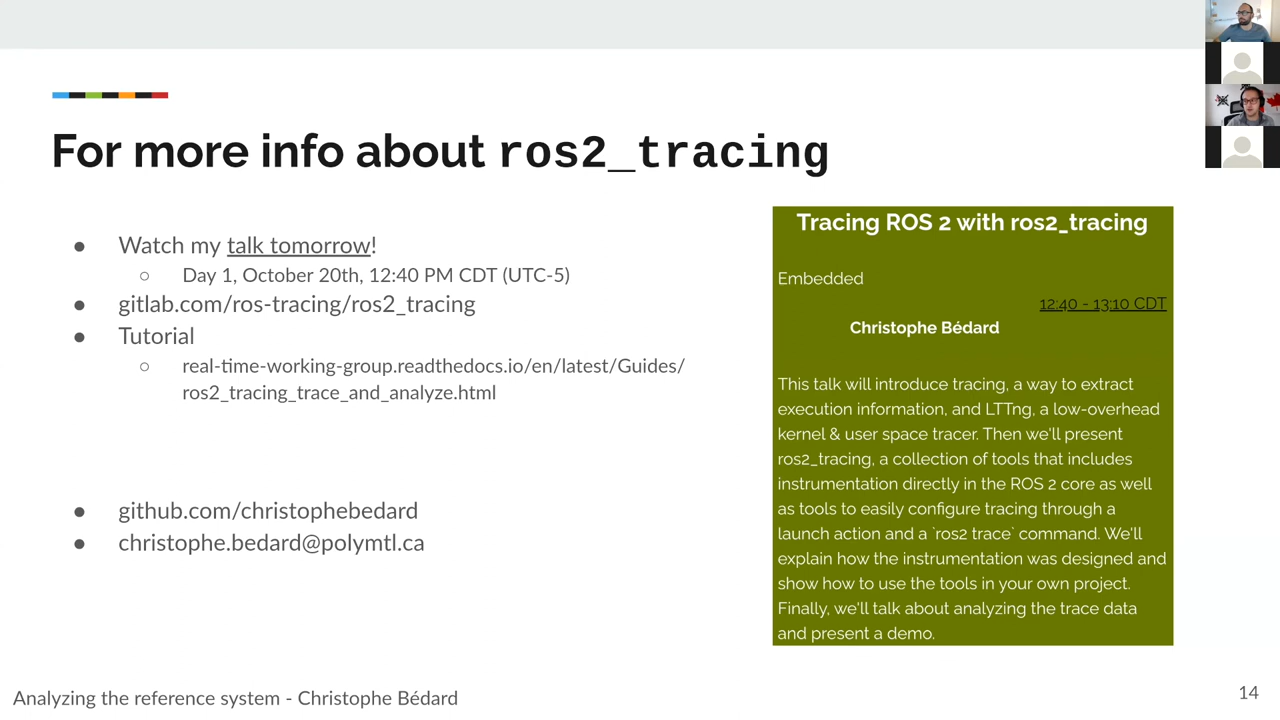 For more info about ros2_tracing
● Watch my talk tomorrow!
○ Day 1, October 20th, 12:40 PM CDT (UTC-5)
● gitlab.com/ros-tracing/ros2_tracing
● Tutorial
○ real-time-working-group.readthedocs.io/en/latest/Guides/
ros2_tracing_trace_and_analyze.html
● github.com/christophebedard
● christophe.bedard@polymtl.ca
Tracing ROS 2 with ros2_tracing
Embedded
12:40 - 13:10 CDT
Christophe Bédard
This talk will introduce tracing, a way to extract
execution information, and LTTng, a low-overhead
kernel & user space tracer. Then we'll present
ros2_tracing, a collection of tools that includes
instrumentation directly in the ROS 2 core as well
as tools to easily configure tracing through a
launch action and a `ros2 trace` command. We'll
explain how the instrumentation was designed and
show how to use the tools in your own project.
Finally, we'll talk about analyzing the trace data
and present a demo.
Analyzing the reference system - Christophe Bédard
14